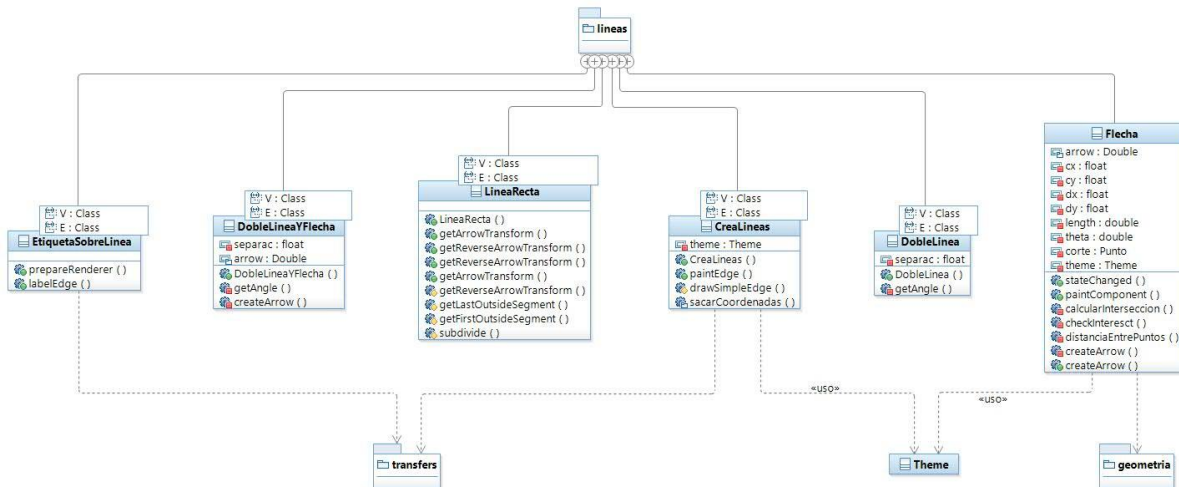 lineas
V : Class
E : Class
EtiquetaSobreLinea
prepareRenderer ( )
labelEdge ( )
V : Class
E : Class
DobleLineaYFlecha
separac : float
arrow : Double
DobleLineaYFlecha ( )
getAngle ( )
createArrow ( )
V : Class
E : Class
LineaRecta
LineaRecta ( )
getArrowTransform ( )
getReverseArrowTransform ( )
getReverseArrowTransform ( )
getArrowTransform ( )
getReverseArrowTransform ( )
getLastOutsideSegment ( )
getFirstOutsideSegment ( )
subdivide ( )
V : Class
E : Class
CreaLineas
theme : Theme
CreaLineas ( )
paintEdge ( )
drawSimpleEdge ( )
sacarCoordenadas ( )
V : Class
E : Class
DobleLinea
separac : float
DobleLinea ( )
getAngle ( )
Flecha
arrow : Double
cx : float
cy : float
dx : float
dy : float
length : double
theta : double
corte : Punto
theme : Theme
stateChanged ( )
paintComponent ( )
calcularInterseccion ( )
checkInteresct ( )
distanciaEntrePuntos ( )
createArrow ( )
createArrow ( )
«uso»
«uso»
transfers
Theme
geometria